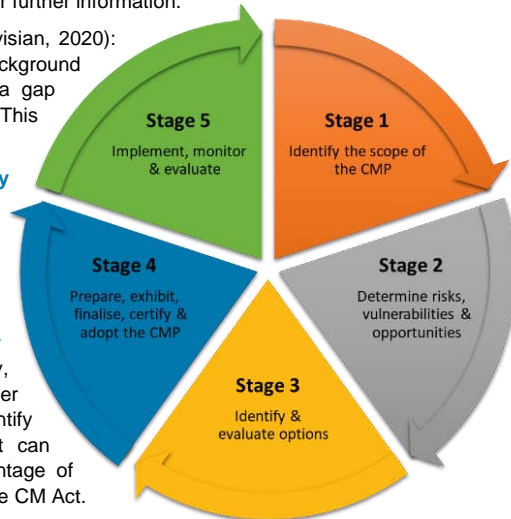 r further information.
visian, 2020):
ackground
a gap
This
y
y,
er
ntify
t can
ntage of
e CM Act.
Stage 1
Identify the scope of
the CMP
Stage 2
Determine risks,
vulnerabilities &
opportunities
Stage 3
Identify &
evaluate options
Stage 4
Prepare, exhibit,
finalise, certify &
adopt the CMP
Stage 5
Implement, monitor
& evaluate